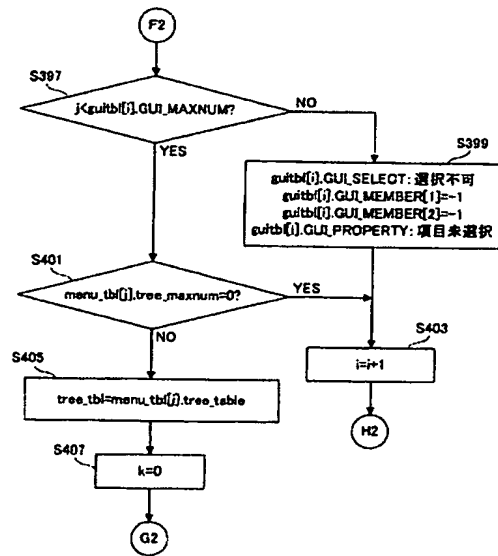 F2
S397
j<guitbl[i].GUI_MAXNUM?
NO
YES
S399
guitbl[i].GUI_SELECT:選択不可
guitbl[i].GUI_MEMBER[1]=-1
guitbl[i].GUI_MEMBER[2]=-1
guitbl[i].GUI_PROPERTY:項目未選択
S401
menu_tbl[j].tree_maxnum=0?
YES
NO
S403
i=i+1
S405
tree_tbl=menu_tbl[j].tree_table
H2
S407
k=0
G2